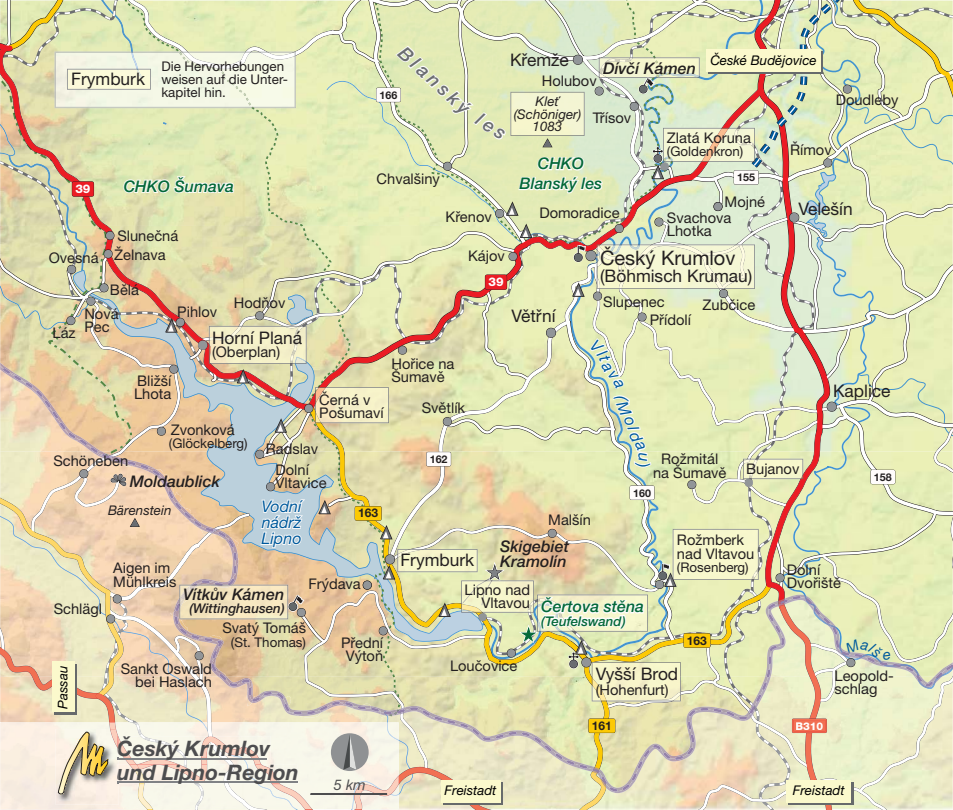 Frymburk
Die Hervorhebungen
weisen auf die Unter-
kapitel hin.
Blanský les
166
Křemže
Holubov
Dívčí Kámen
České Budějovice
Kleť
(Schöniger)
1083
Třísov
Doudleby
Zlatá Koruna
(Goldenkron)
Římov
CHKO
Blanský les
155
Chvalšiny
CHKO Šumava
39
Mojné
Křenov
Domoradice
Svachova
Lhotka
Velešín
Slunečná
Želnava
Ovesná
Kájov
Český Krumlov
(Böhmisch Krumau)
39
Bělá
Nová
Pec
Láz
Hodňov
Pihlov
Slupenec
Zubčice
Přídolí
Větřní
Horní Planá
(Oberplan)
Hořice na
Šumavě
Vltava (Moldau)
Bližší
Lhota
Černá v
Pošumaví
Kaplice
Světlík
Zvonková
(Glöckelberg)
Radslav
Schöneben
Moldaublick
Dolní
Vltavice
162
Rožmitál
na Šumavě
Bujanov
158
160
Bärenstein
Vodní
nádrž
Lipno
163
Malšín
Skigebiet
Kramolín
Rožmberk
nad Vltavou
(Rosenberg)
Frymburk
Aigen im
Mühlkreis
Frýdava
Lipno nad
Vltavou
Dolní
Dvořiště
Vítkův Kámen
(Wittinghausen)
Čertova stěna
(Teufelswand)
Schlägl
Svatý Tomáš
(St. Thomas)
Přední
Výtoň
163
Malše
Loučovice
Sankt Oswald
bei Haslach
Vyšší Brod
(Hohenfurt)
Leopold-
schlag
Passau
161
B310
Český Krumlov
und Lipno-Region
5 km
Freistadt
Freistadt